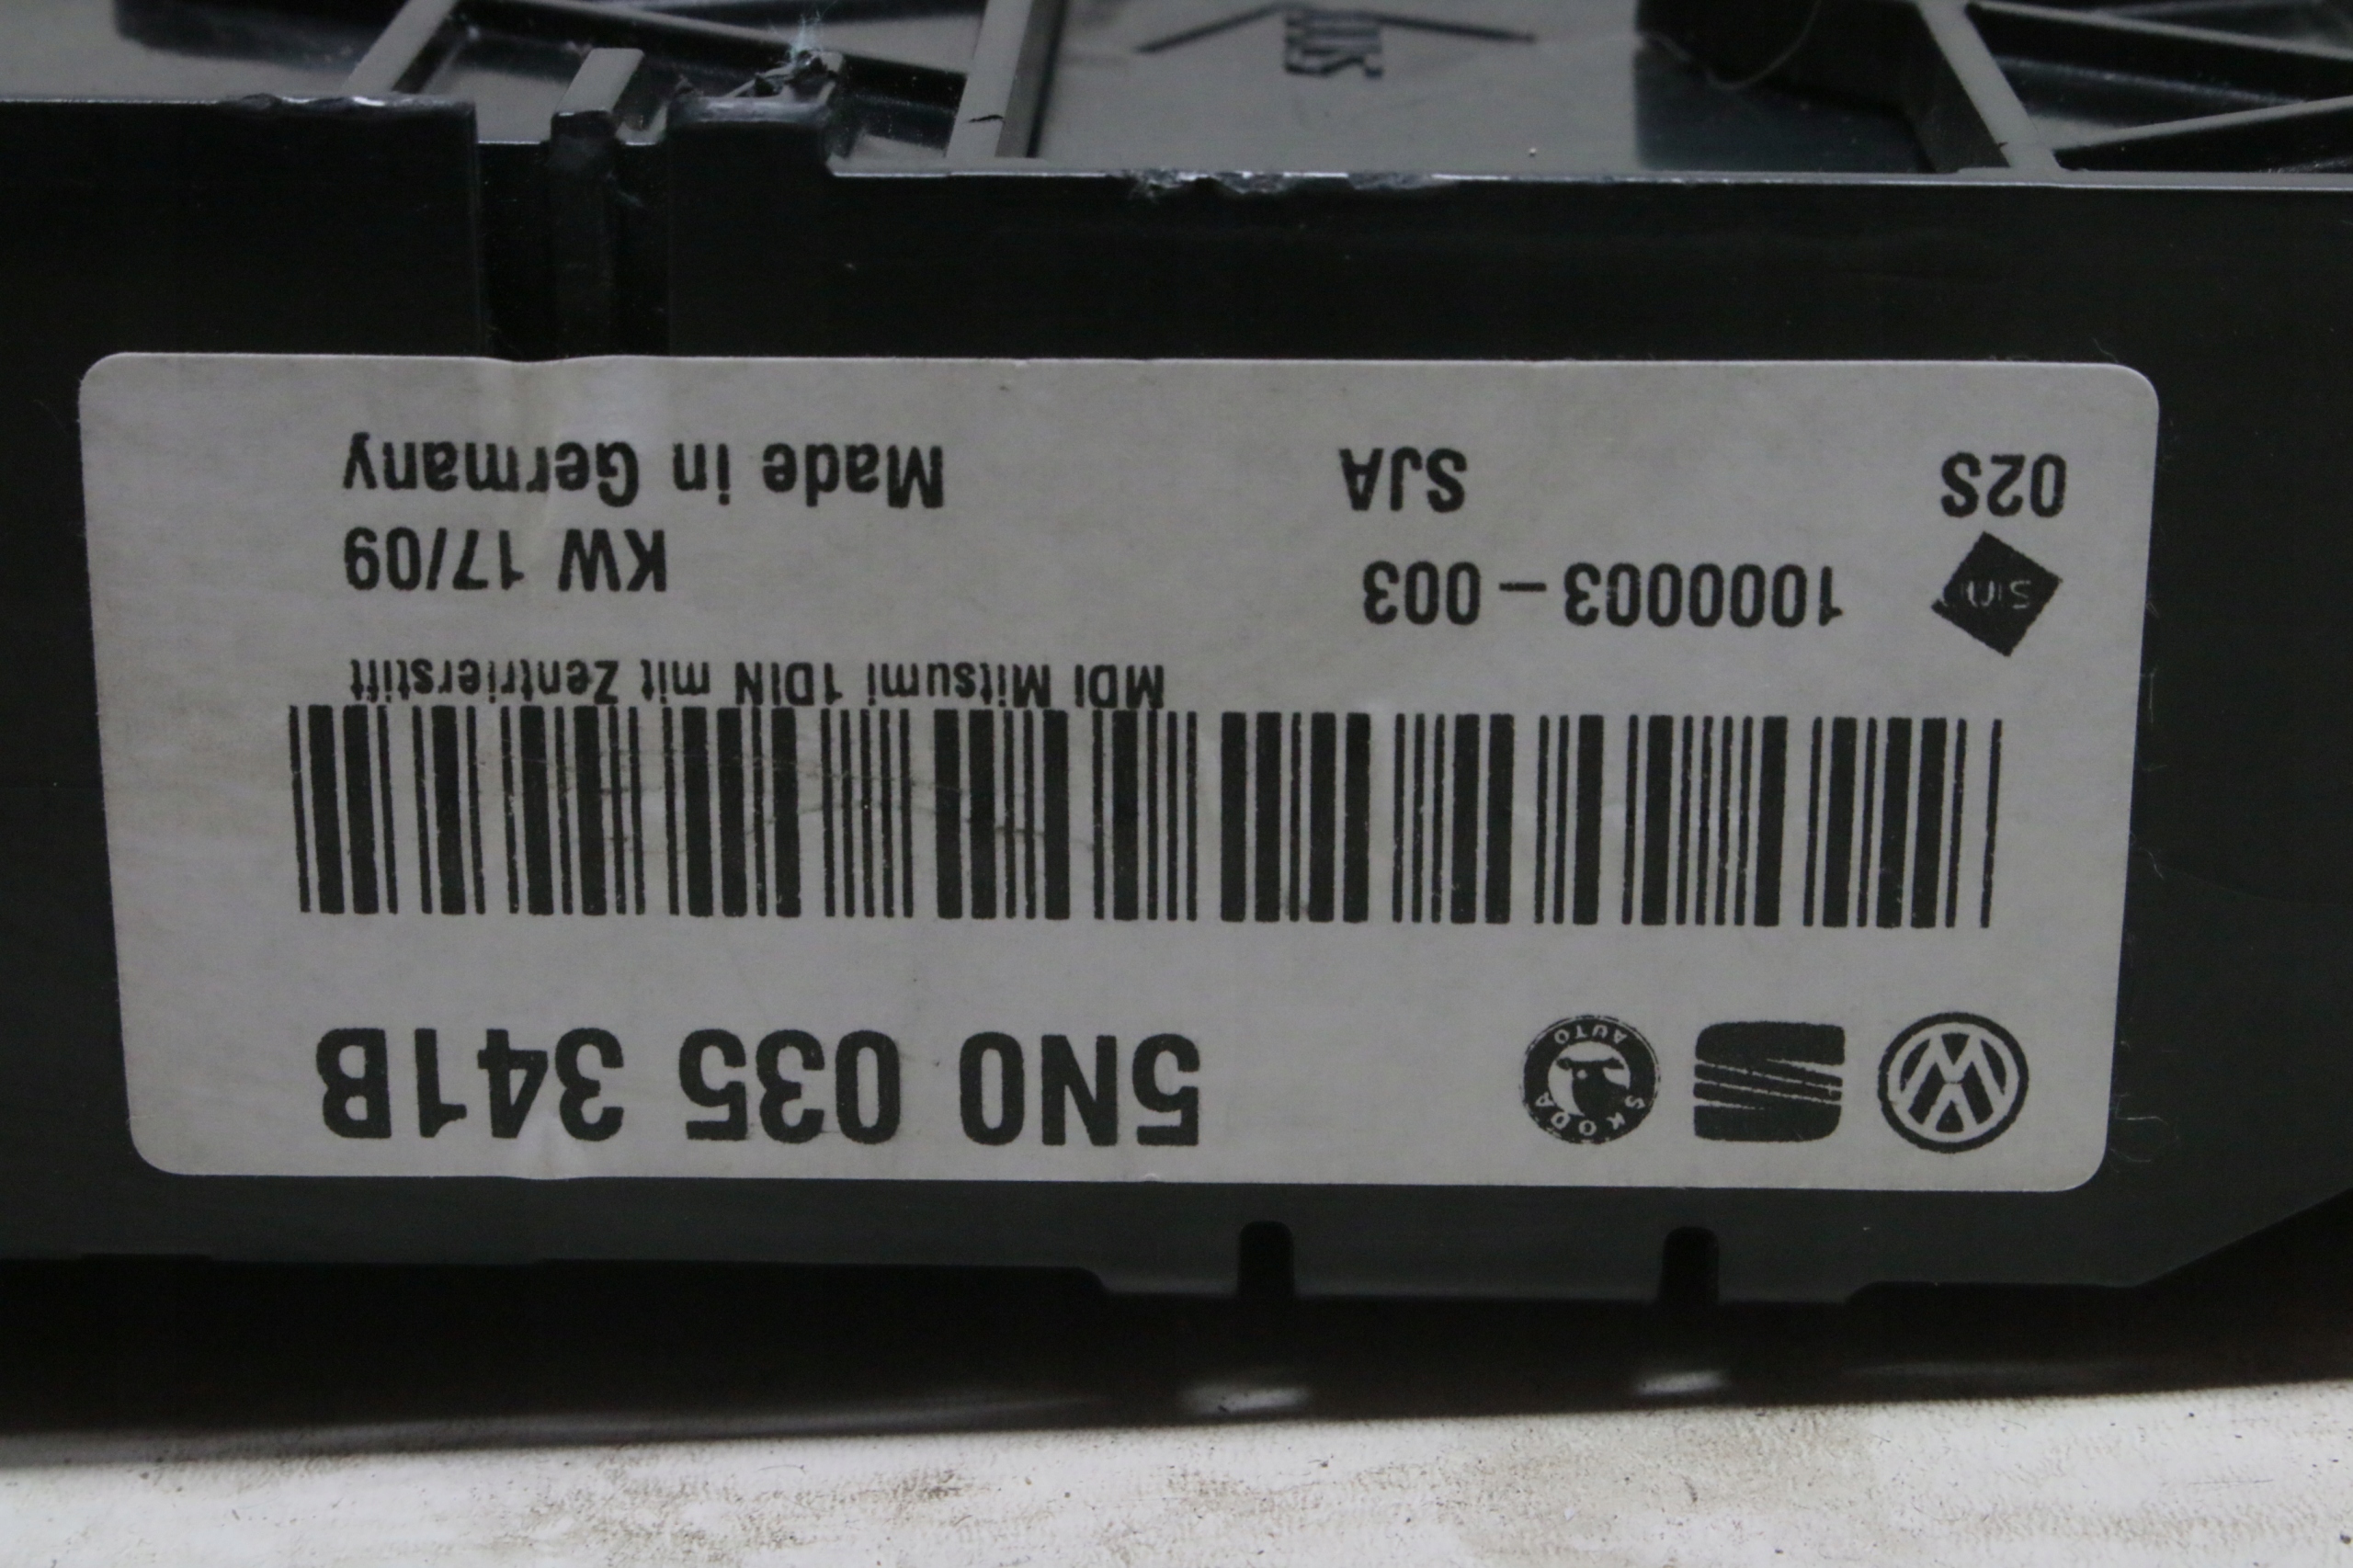 5N0 035 341B
SKODA AUTO
MDI Mitsumi 1DIN mit Zentrierstift
1000003 – 003
KW 17/09
02S
SJA
Made in Germany